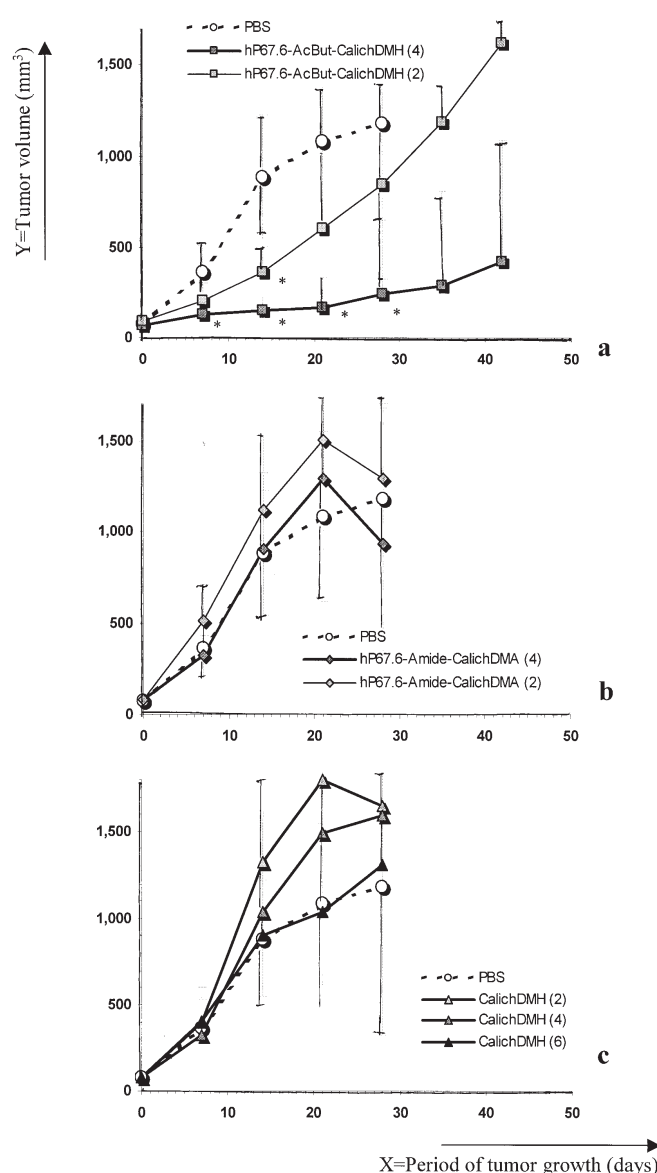 Y=Tumor volume (mm³)
PBS
hP67.6-AcBut-CalichDMH (4)
hP67.6-AcBut-CalichDMH (2)
1,500
1,000
500
0
* * * * *
0 10 20 30 40 50
a
1,500
1,000
500
0
PBS
hP67.6-Amide-CalichDMA (4)
hP67.6-Amide-CalichDMA (2)
0 10 20 30 40 50
b
1,500
1,000
500
0
PBS
CalichDMH (2)
CalichDMH (4)
CalichDMH (6)
0 10 20 30 40 50
c
X=Period of tumor growth (days)